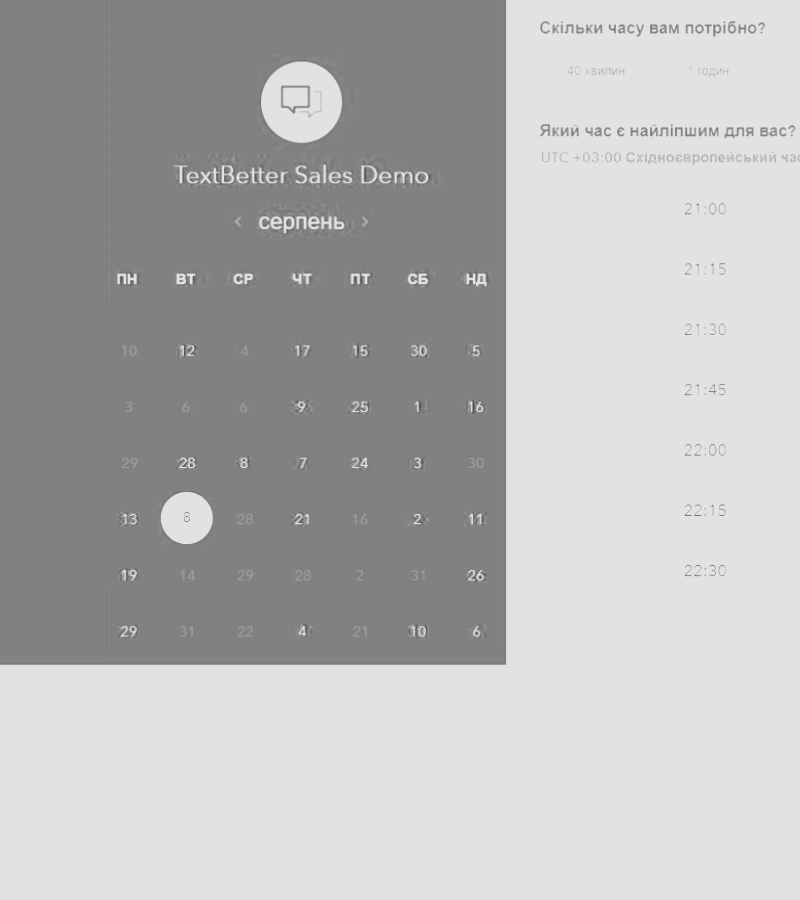 TextBetter Sales Demo
‹ серпень ›
ПН ВТ СР ЧТ ПТ СБ НД
10 12 4 17 15 30 5
3 6 6 9 25 1 16
29 28 8 7 24 3 30
13 8 28 21 16 2 11
19 14 29 28 2 31 26
29 31 22 4 21 10 6
Скільки часу вам потрібно?
40 хвилин 1 годин
Який час є найліпшим для вас?
UTC +03:00 Східноєвропейський час
21:00
21:15
21:30
21:45
22:00
22:15
22:30